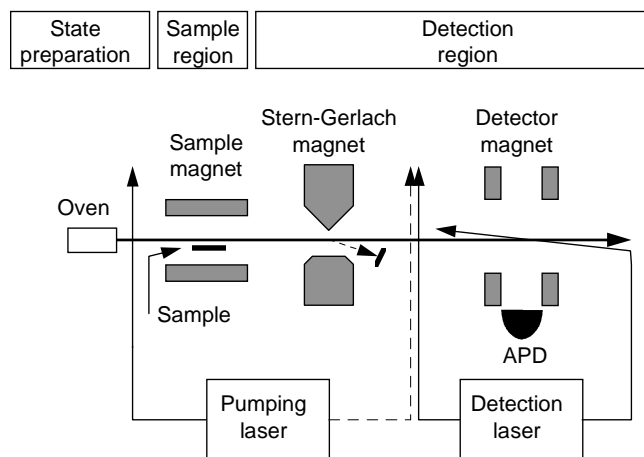 State
preparation
Sample
region
Detection
region
Stern-Gerlach
magnet
Detector
magnet
Sample
magnet
Oven
Sample
APD
Pumping
laser
Detection
laser